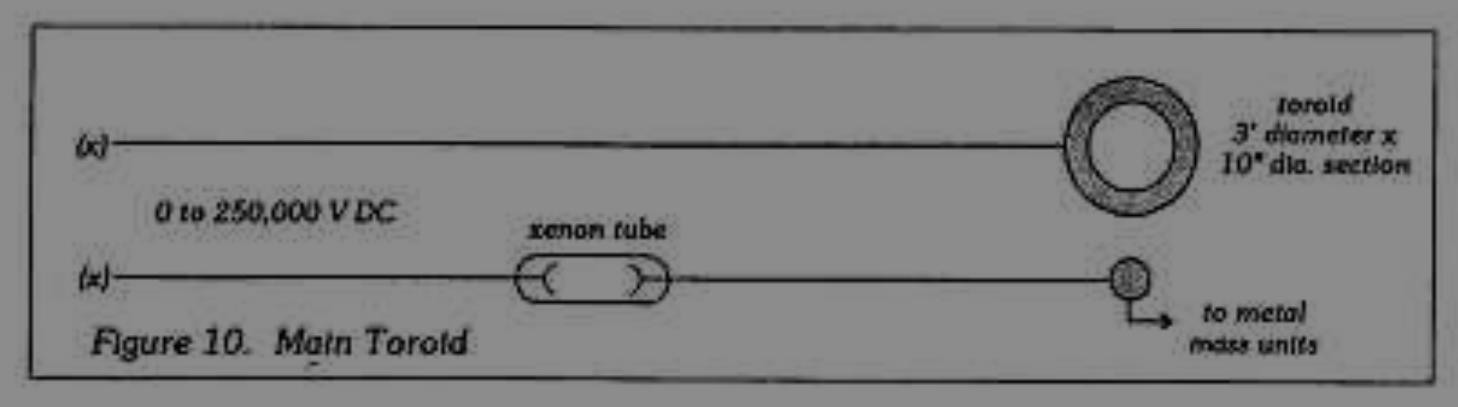 toroid
3' diameter x
10" dia. section
(x)
0 to 250,000 V DC
xenon tube
(x)
to metal
mass units
Figure 10. Main Toroid